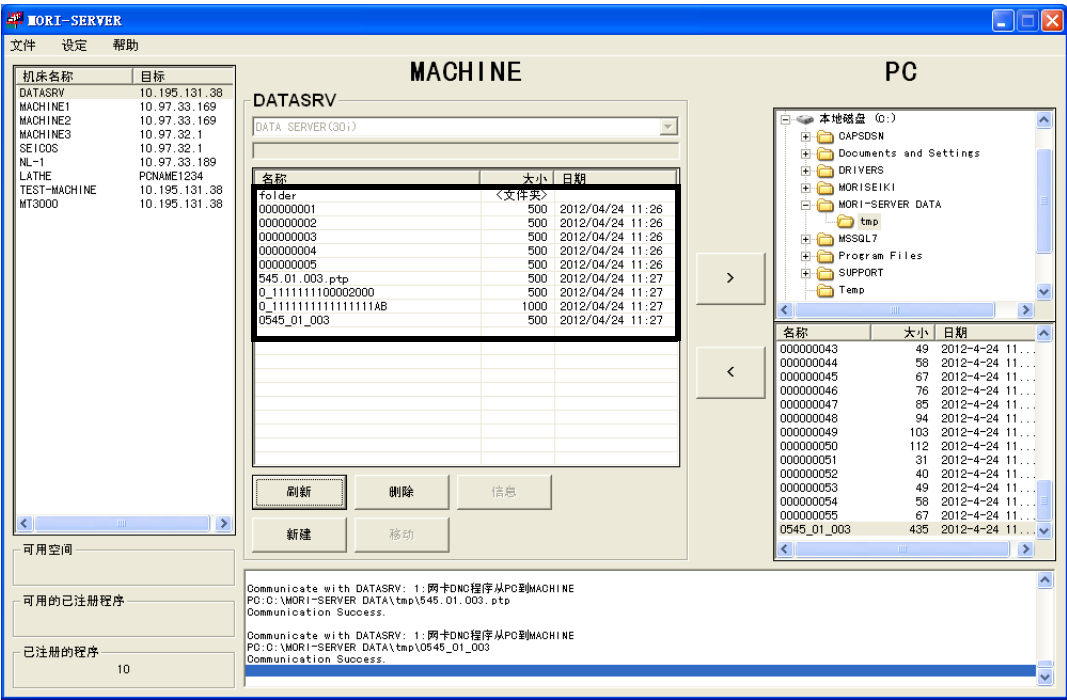 MORI-SERVER
文件 设定 帮助
机床名称 目标
DATASRV 10.195.131.38
MACHINE1 10.97.33.169
MACHINE2 10.97.33.169
MACHINE3 10.97.32.1
SEICOS 10.97.32.1
NL-1 10.97.33.189
LATHE PCNAME1234
TEST-MACHINE 10.195.131.38
MT3000 10.195.131.38
可用空间
可用的已注册程序
已注册的程序
10
MACHINE
DATASRV
DATA SERVER(30i)
名称 大小 日期
folder <文件夹>
000000001 500 2012/04/24 11:26
000000002 500 2012/04/24 11:26
000000003 500 2012/04/24 11:26
000000004 500 2012/04/24 11:26
000000005 500 2012/04/24 11:26
545.01.003.ptp 500 2012/04/24 11:27
0_1111111100002000 500 2012/04/24 11:27
0_1111111111111111AB 1000 2012/04/24 11:27
0545_01_003 500 2012/04/24 11:27
刷新 删除 信息
新建 移动
>
<
PC
本地磁盘 (C:)
CAPSDSN
Documents and Settings
DRIVERS
MORISEIKI
MORI-SERVER DATA
tmp
MSSQL7
Program Files
SUPPORT
Temp
名称 大小 日期
000000043 49 2012-4-24 11...
000000044 58 2012-4-24 11...
000000045 67 2012-4-24 11...
000000046 76 2012-4-24 11...
000000047 85 2012-4-24 11...
000000048 94 2012-4-24 11...
000000049 103 2012-4-24 11...
000000050 112 2012-4-24 11...
000000051 31 2012-4-24 11...
000000052 40 2012-4-24 11...
000000053 49 2012-4-24 11...
000000054 58 2012-4-24 11...
000000055 67 2012-4-24 11...
0545_01_003 435 2012-4-24 11...
Communicate with DATASRV: 1:网卡DNC程序从PC到MACHINE
PC:C:\MORI-SERVER DATA\tmp\545.01.003.ptp
Communication Success.
Communicate with DATASRV: 1:网卡DNC程序从PC到MACHINE
PC:C:\MORI-SERVER DATA\tmp\0545_01_003
Communication Success.